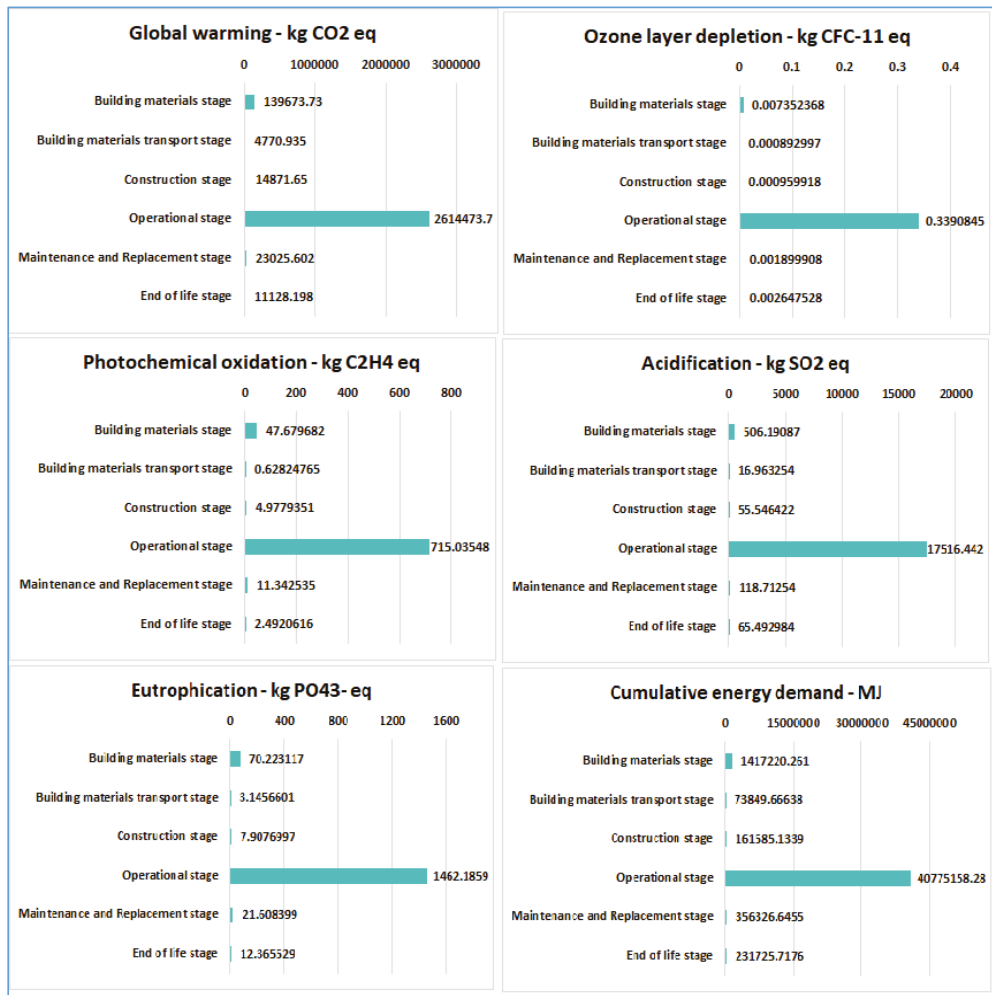 Global warming - kg CO2 eq
0 1000000 2000000 3000000
Building materials stage 139673.73
Building materials transport stage 4770.935
Construction stage 14871.65
Operational stage 2614473.7
Maintenance and Replacement stage 23025.602
End of life stage 11128.198
Ozone layer depletion - kg CFC-11 eq
0 0.1 0.2 0.3 0.4
Building materials stage 0.007352368
Building materials transport stage 0.000892997
Construction stage 0.000959918
Operational stage 0.3390845
Maintenance and Replacement stage 0.001899908
End of life stage 0.002647528
Photochemical oxidation - kg C2H4 eq
0 200 400 600 800
Building materials stage 47.679682
Building materials transport stage 0.62824765
Construction stage 4.9779351
Operational stage 715.03548
Maintenance and Replacement stage 11.342535
End of life stage 2.4920616
Acidification - kg SO2 eq
0 5000 10000 15000 20000
Building materials stage 506.19087
Building materials transport stage 16.963254
Construction stage 55.546422
Operational stage 17516.442
Maintenance and Replacement stage 118.71254
End of life stage 65.492984
Eutrophication - kg PO43- eq
0 400 800 1200 1600
Building materials stage 70.223117
Building materials transport stage 3.1456601
Construction stage 7.9076997
Operational stage 1462.1859
Maintenance and Replacement stage 21.608399
End of life stage 12.365529
Cumulative energy demand - MJ
0 15000000 30000000 45000000
Building materials stage 1417220.261
Building materials transport stage 73849.66638
Construction stage 161585.1339
Operational stage 40775158.28
Maintenance and Replacement stage 356326.6455
End of life stage 231725.7176